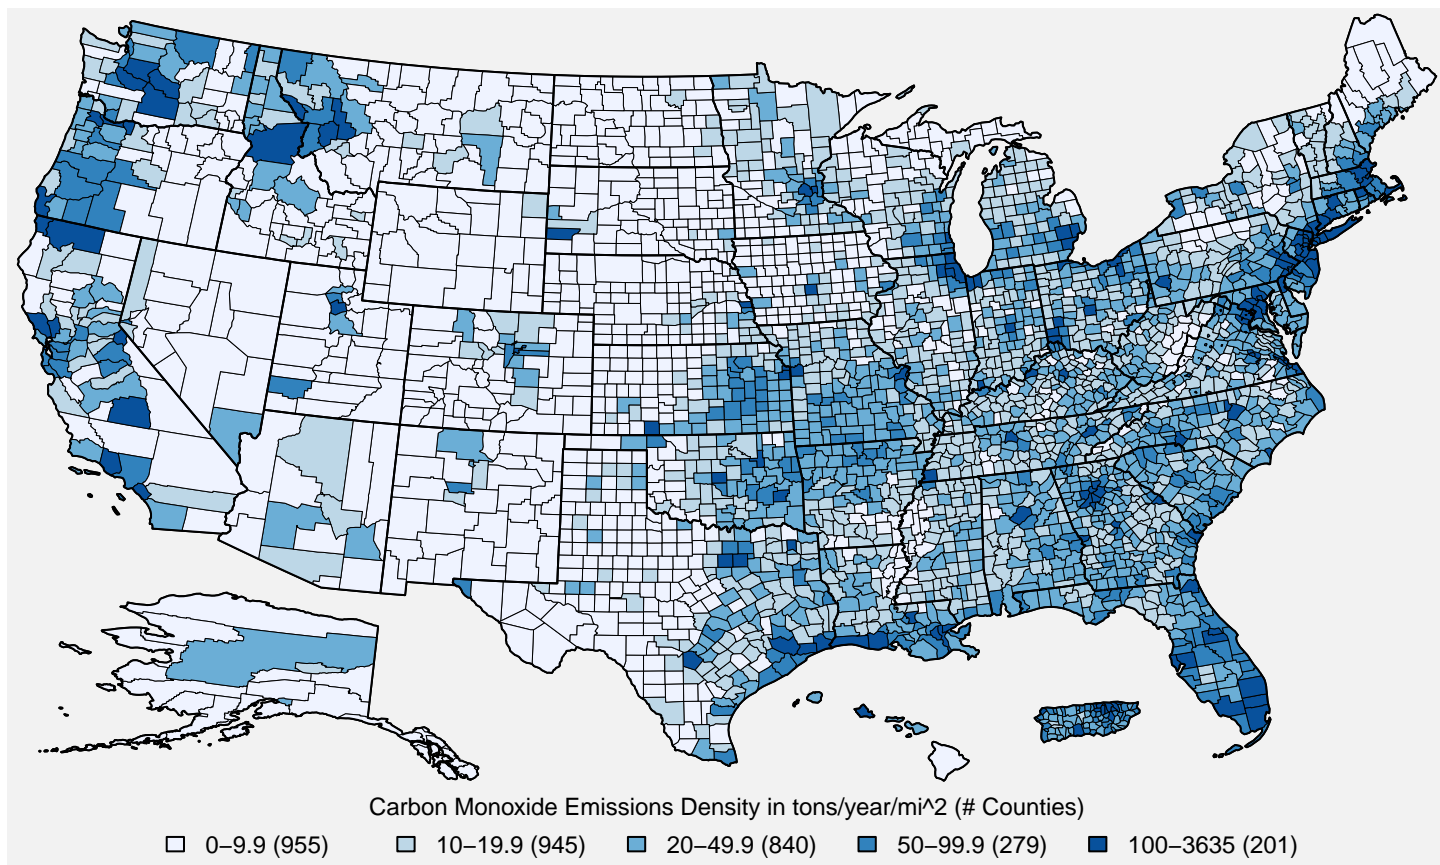 Carbon Monoxide Emissions Density in tons/year/mi^2 (# Counties)
0−9.9 (955) 10−19.9 (945) 20−49.9 (840) 50−99.9 (279) 100−3635 (201)